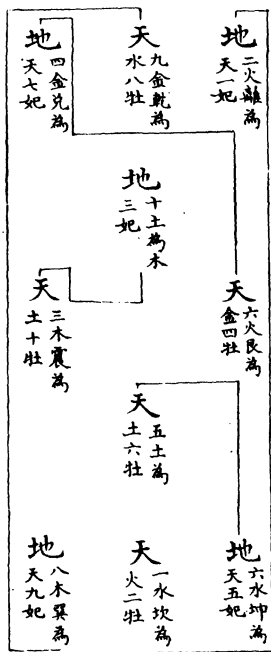 地
二火離為
天一妃
天
九金乾為
水八牡
地
四金兌為
天七妃
地
十土為木
三妃
天
六火艮為
金四牡
天
三木震為
土十牡
天
五土為
土六牡
地
六水坤為
天五妃
天
一水坎為
火二牡
地
八木巽為
天九妃